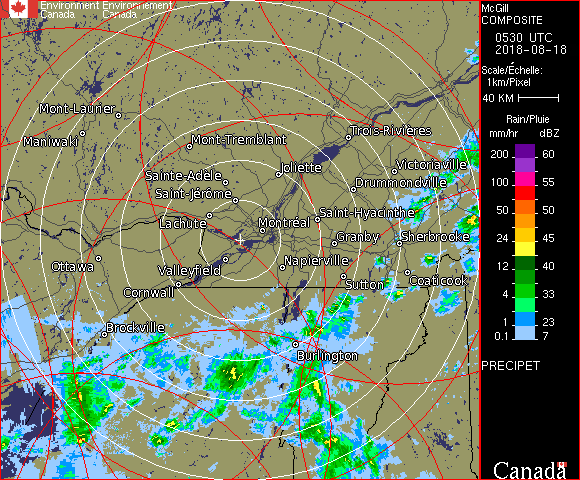 Environment Environnement
Canada Canada
McGill
COMPOSITE
0530 UTC
2018-08-18
Scale/Échelle:
1km/Pixel
40 KM
Rain/Pluie
mm/hr dBZ
200 60
100 55
50 50
24 45
12 40
4 33
1 23
0.1 7
PRECIPET
Canada
Mont-Laurier
Maniwaki
Mont-Tremblant
Trois-Rivières
Joliette
Victoriaville
Sainte-Adèle
Drummondville
Saint-Jérôme
Lachute
Saint-Hyacinthe
Montréal
Granby
Sherbrooke
Ottawa
Valleyfield
Napierville
Cornwall
Sutton
Coaticook
Brockville
Burlington